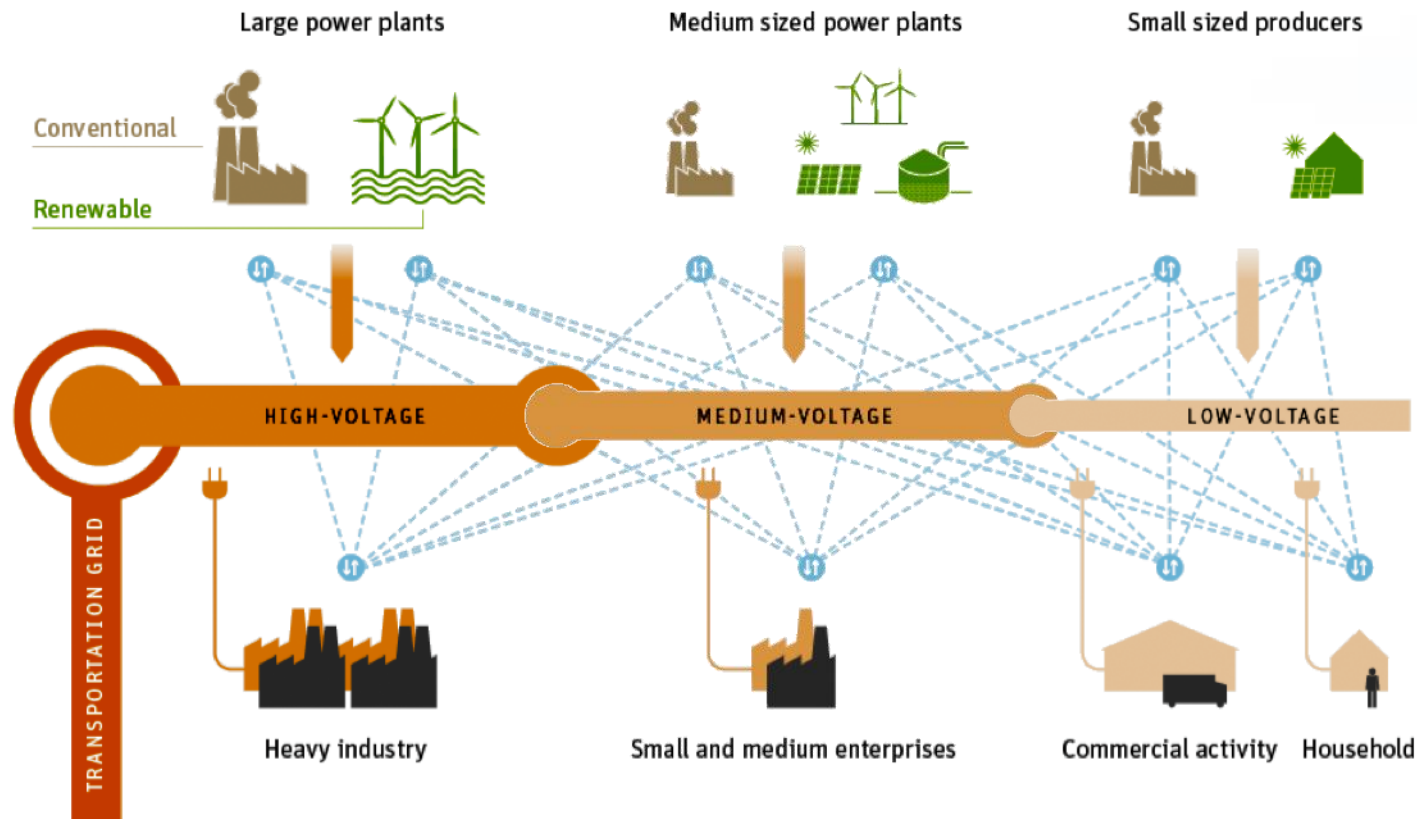 Large power plants
Medium sized power plants
Small sized producers
Conventional
Renewable
HIGH-VOLTAGE
MEDIUM-VOLTAGE
LOW-VOLTAGE
TRANSPORTATION GRID
Heavy industry
Small and medium enterprises
Commercial activity
Household